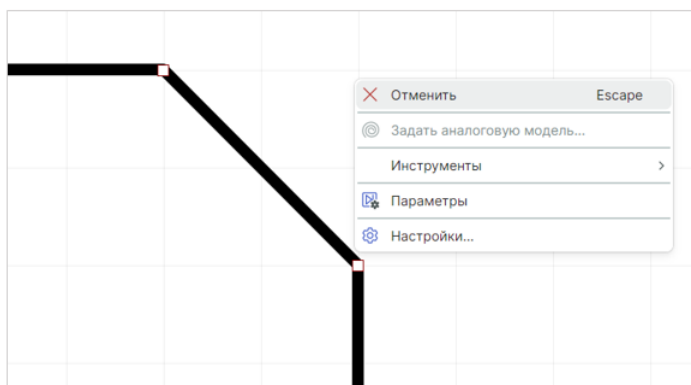 Отменить Escape
Задать аналоговую модель...
Инструменты
Параметры
Настройки...